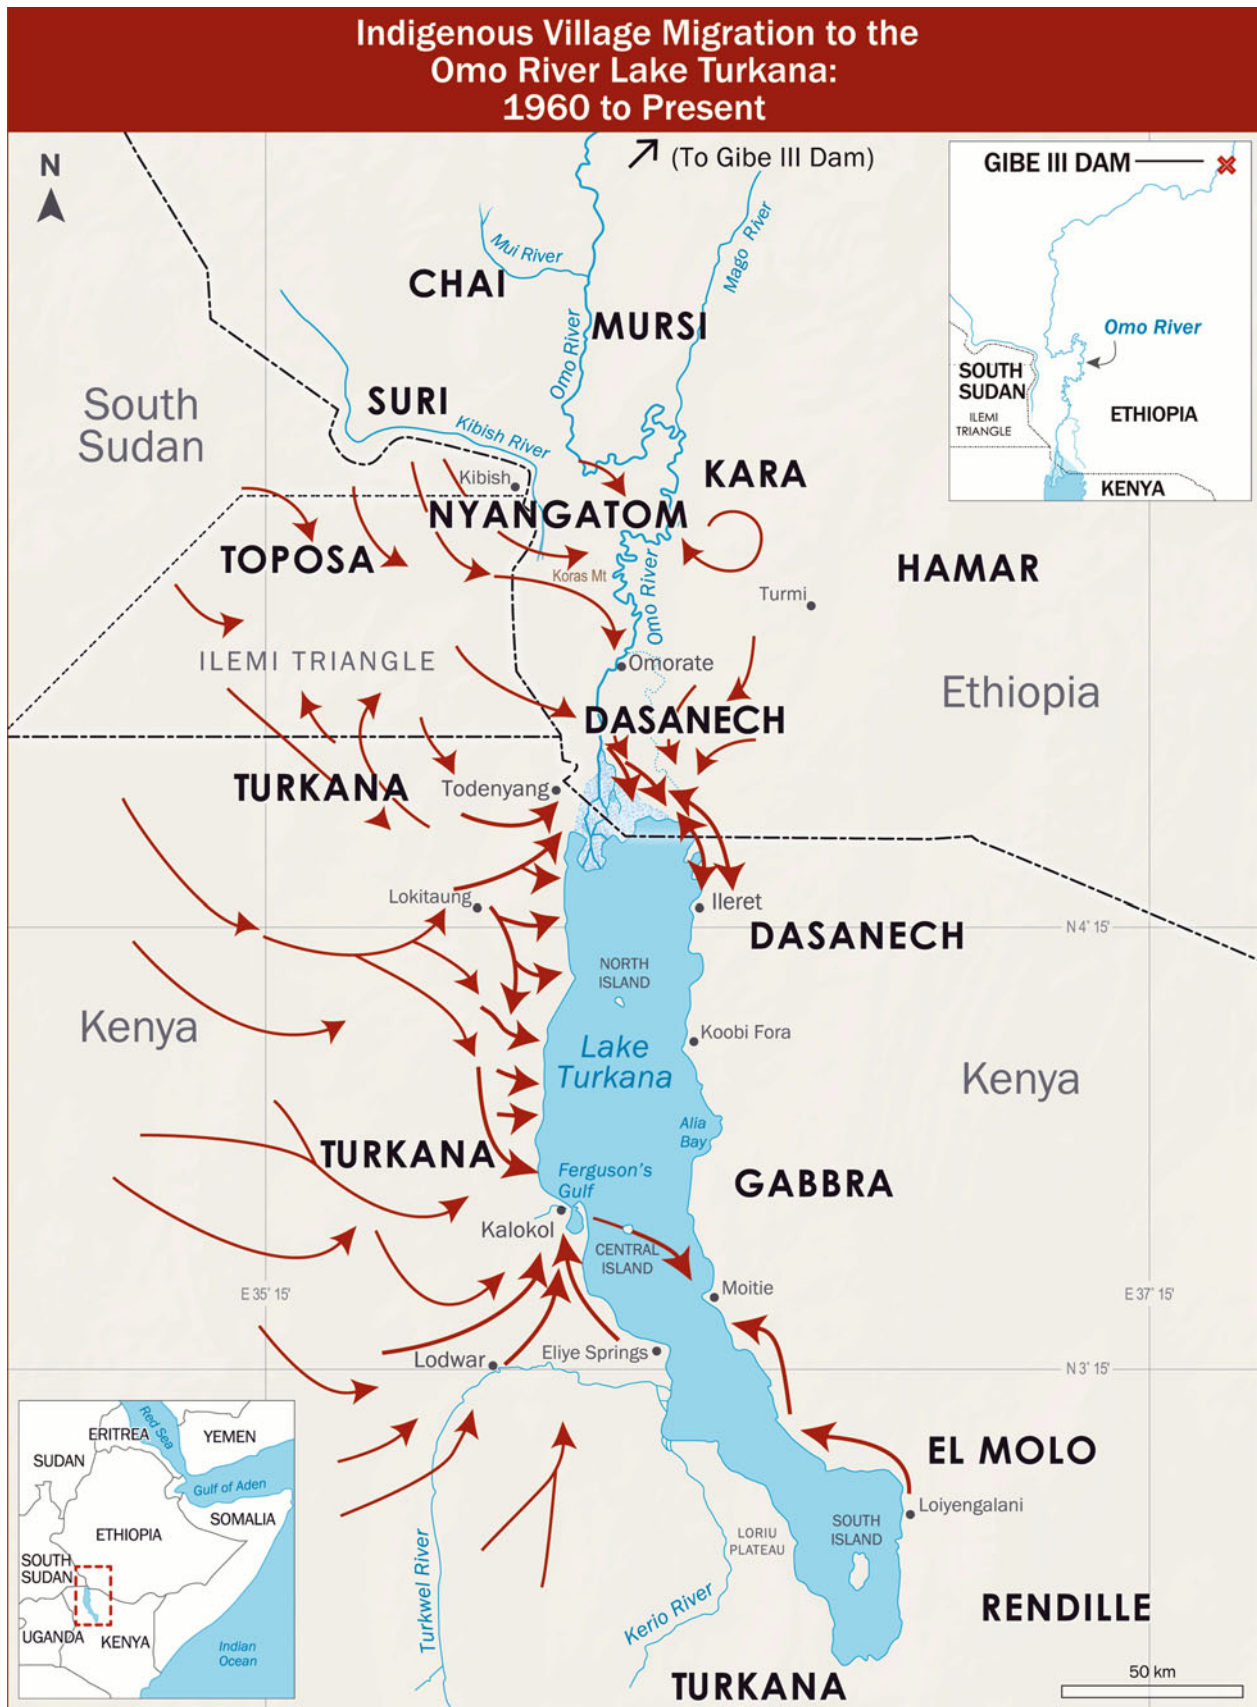 Indigenous Village Migration to the
Omo River Lake Turkana:
1960 to Present
N
(To Gibe III Dam)
GIBE III DAM
Mui River
Mago River
CHAI
MURSI
Omo River
Omo River
SOUTH
SUDAN
ILEMI
TRIANGLE
ETHIOPIA
KENYA
South
Sudan
SURI
Kibish River
Kibish
KARA
NYANGATOM
TOPOSA
Koras Mt
Omo River
Turmi
HAMAR
ILEMI TRIANGLE
Omorate
Ethiopia
DASANECH
TURKANA
Todenyang
Lokitaung
Ileret
DASANECH
N 4° 15'
NORTH
ISLAND
Kenya
Lake
Turkana
Koobi Fora
Kenya
Alia
Bay
TURKANA
Ferguson's
Gulf
GABBRA
Kalokol
CENTRAL
ISLAND
Moitie
E 35° 15'
E 37° 15'
Lodwar
Eliye Springs
N 3° 15'
ERITREA
Red Sea
YEMEN
SUDAN
Gulf of Aden
SOMALIA
ETHIOPIA
SOUTH
SUDAN
UGANDA
KENYA
Indian
Ocean
EL MOLO
Loiyengalani
SOUTH
ISLAND
LORIU
PLATEAU
Turkwel River
Kerio River
RENDILLE
TURKANA
50 km